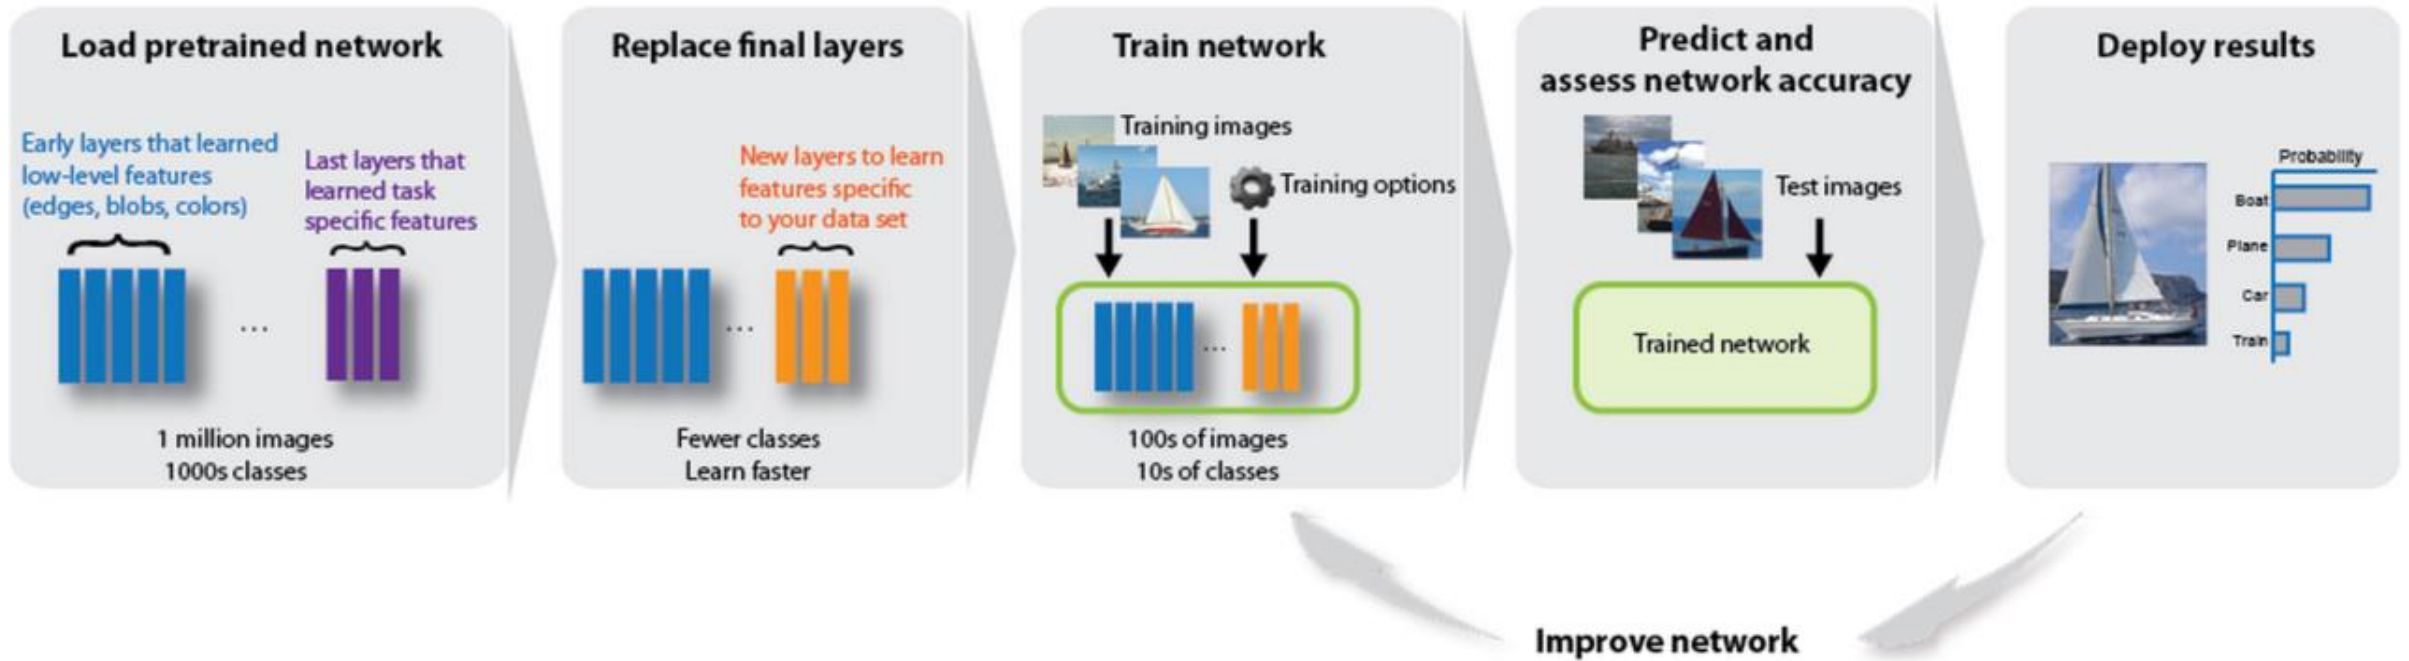 Load pretrained network
Early layers that learned
low-level features
(edges, blobs, colors)
Last layers that
learned task
specific features
...
1 million images
1000s classes
Replace final layers
New layers to learn
features specific
to your data set
...
Fewer classes
Learn faster
Train network
Training images
Training options
...
100s of images
10s of classes
Predict and
assess network accuracy
Test images
Trained network
Deploy results
Probability
Boat
Plane
Car
Train
Improve network